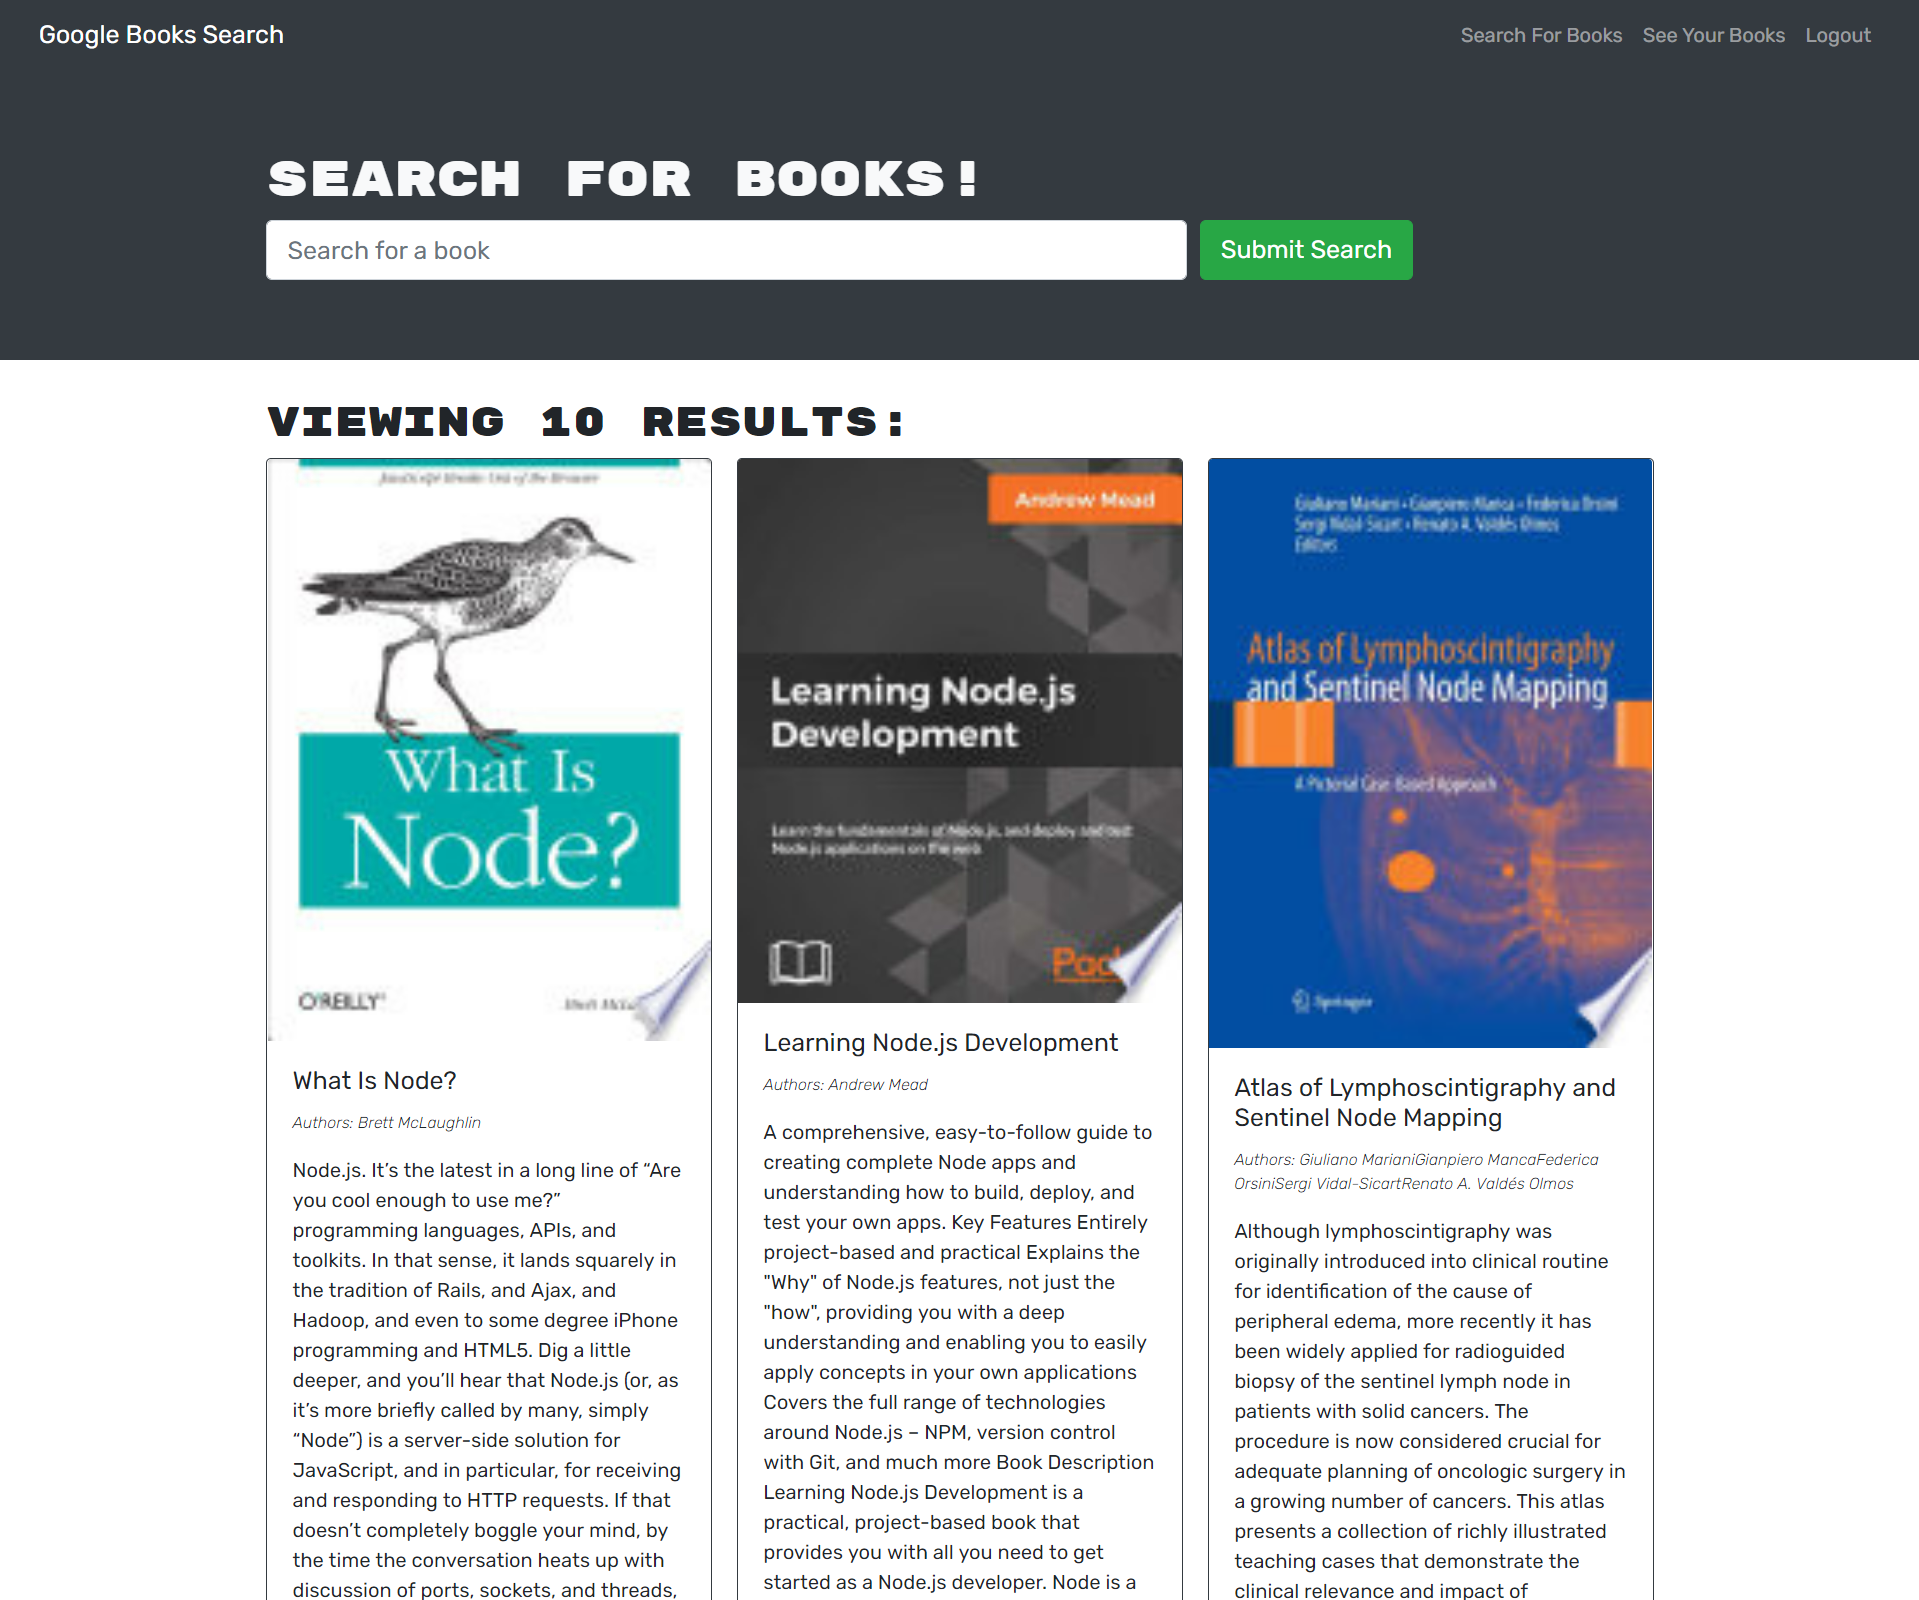 Google Books Search
Search For Books See Your Books Logout
SEARCH FOR BOOKS!
Search for a book
Submit Search
VIEWING 10 RESULTS:
What Is
Node?
O'REILLY
What Is Node?
Authors: Brett McLaughlin
Node.js. It’s the latest in a long line of “Are
you cool enough to use me?”
programming languages, APIs, and
toolkits. In that sense, it lands squarely in
the tradition of Rails, and Ajax, and
Hadoop, and even to some degree iPhone
programming and HTML5. Dig a little
deeper, and you’ll hear that Node.js (or, as
it’s more briefly called by many, simply
“Node”) is a server-side solution for
JavaScript, and in particular, for receiving
and responding to HTTP requests. If that
doesn’t completely boggle your mind, by
the time the conversation heats up with
discussion of ports, sockets, and threads,
Andrew Mead
Learning Node.js
Development
Learn the fundamentals of Node.js, and deploy and test
Node.js applications on the web
Learning Node.js Development
Authors: Andrew Mead
A comprehensive, easy-to-follow guide to
creating complete Node apps and
understanding how to build, deploy, and
test your own apps. Key Features Entirely
project-based and practical Explains the
"Why" of Node.js features, not just the
"how", providing you with a deep
understanding and enabling you to easily
apply concepts in your own applications
Covers the full range of technologies
around Node.js – NPM, version control
with Git, and much more Book Description
Learning Node.js Development is a
practical, project-based book that
provides you with all you need to get
started as a Node.js developer. Node is a
Giuliano Mariani • Gianpiero Manca • Federica Orsini
Sergi Vidal-Sicart • Renato A. Valdés Olmos
Editors
Atlas of Lymphoscintigraphy
and Sentinel Node Mapping
A Pictorial Case-Based Approach
Springer
Atlas of Lymphoscintigraphy and
Sentinel Node Mapping
Authors: Giuliano MarianiGianpiero MancaFederica
OrsiniSergi Vidal-SicartRenato A. Valdés Olmos
Although lymphoscintigraphy was
originally introduced into clinical routine
for identification of the cause of
peripheral edema, more recently it has
been widely applied for radioguided
biopsy of the sentinel lymph node in
patients with solid cancers. The
procedure is now considered crucial for
adequate planning of oncologic surgery in
a growing number of cancers. This atlas
presents a collection of richly illustrated
teaching cases that demonstrate the
clinical relevance and impact of